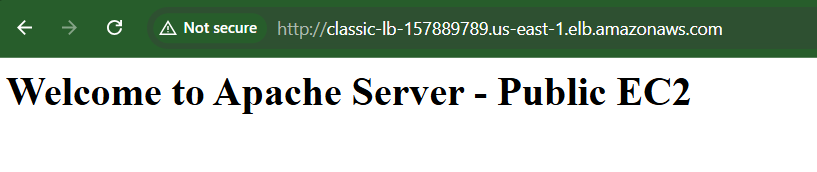 Not secure http://classic-lb-157889789.us-east-1.elb.amazonaws.com
Welcome to Apache Server - Public EC2